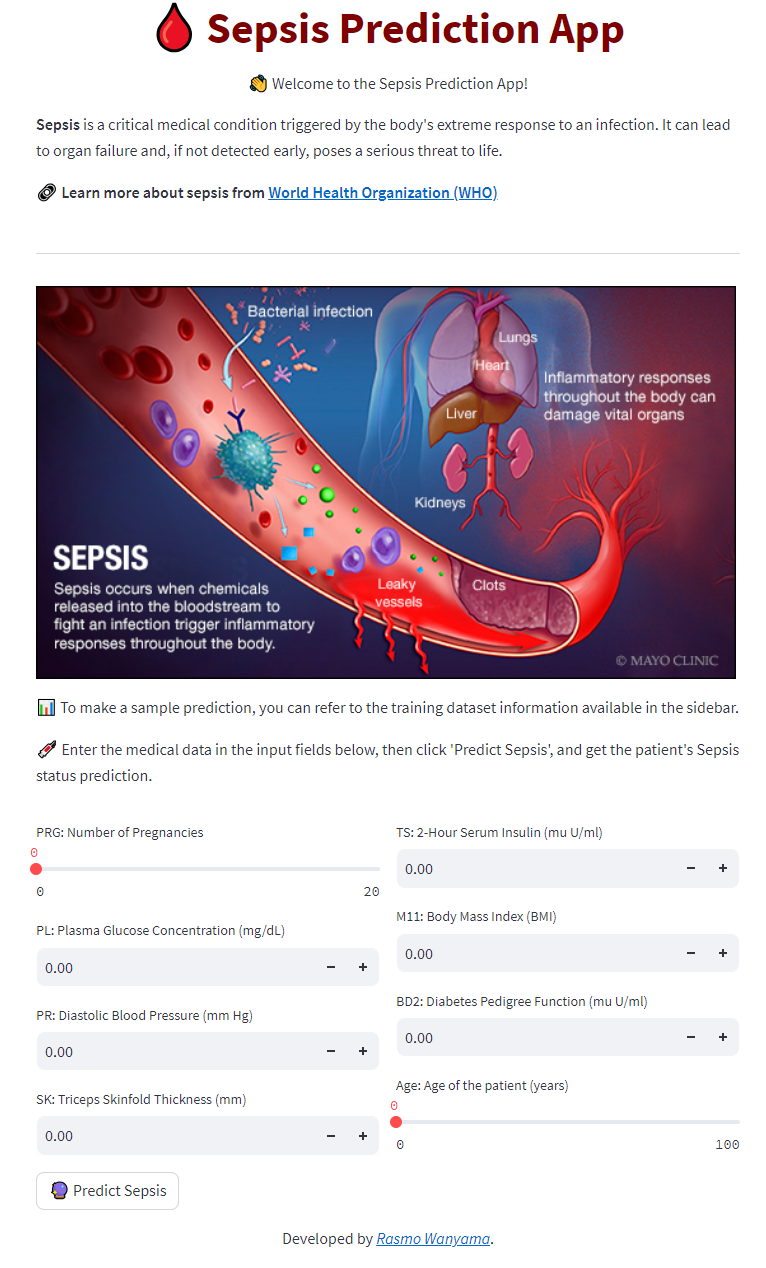 Sepsis Prediction App
Welcome to the Sepsis Prediction App!
Sepsis is a critical medical condition triggered by the body's extreme response to an infection. It can lead
to organ failure and, if not detected early, poses a serious threat to life.
Learn more about sepsis from World Health Organization (WHO)
Bacterial infection
Lungs
Heart
Inflammatory responses
throughout the body can
damage vital organs
Liver
Kidneys
SEPSIS
Sepsis occurs when chemicals
released into the bloodstream to
fight an infection trigger inflammatory
responses throughout the body.
Leaky
vessels
Clots
© MAYO CLINIC
To make a sample prediction, you can refer to the training dataset information available in the sidebar.
Enter the medical data in the input fields below, then click 'Predict Sepsis', and get the patient's Sepsis
status prediction.
PRG: Number of Pregnancies
0
0 20
PL: Plasma Glucose Concentration (mg/dL)
0.00 − +
PR: Diastolic Blood Pressure (mm Hg)
0.00 − +
SK: Triceps Skinfold Thickness (mm)
0.00 − +
TS: 2-Hour Serum Insulin (mu U/ml)
0.00 − +
M11: Body Mass Index (BMI)
0.00 − +
BD2: Diabetes Pedigree Function (mu U/ml)
0.00 − +
Age: Age of the patient (years)
0
0 100
Predict Sepsis
Developed by Rasmo Wanyama.